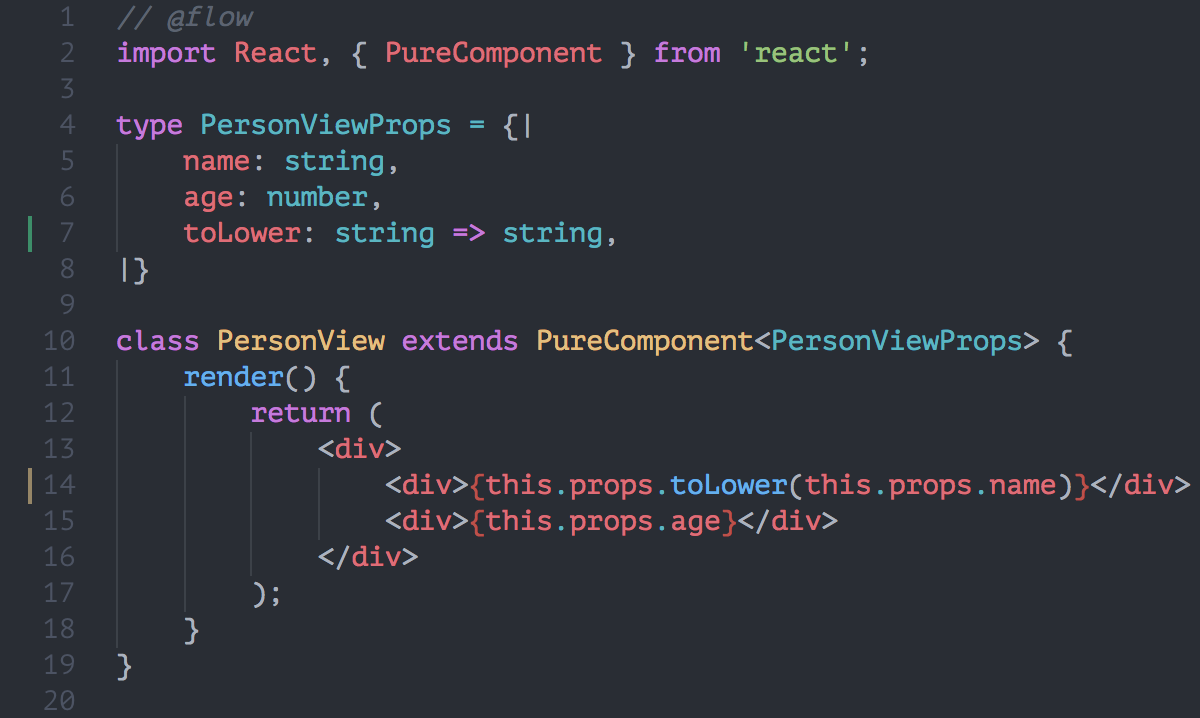 1 // @flow
2 import React, { PureComponent } from 'react';
3
4 type PersonViewProps = {|
5     name: string,
6     age: number,
7     toLower: string => string,
8 |}
9
10 class PersonView extends PureComponent<PersonViewProps> {
11     render() {
12         return (
13             <div>
14                 <div>{this.props.toLower(this.props.name)}</div>
15                 <div>{this.props.age}</div>
16             </div>
17         );
18     }
19 }
20